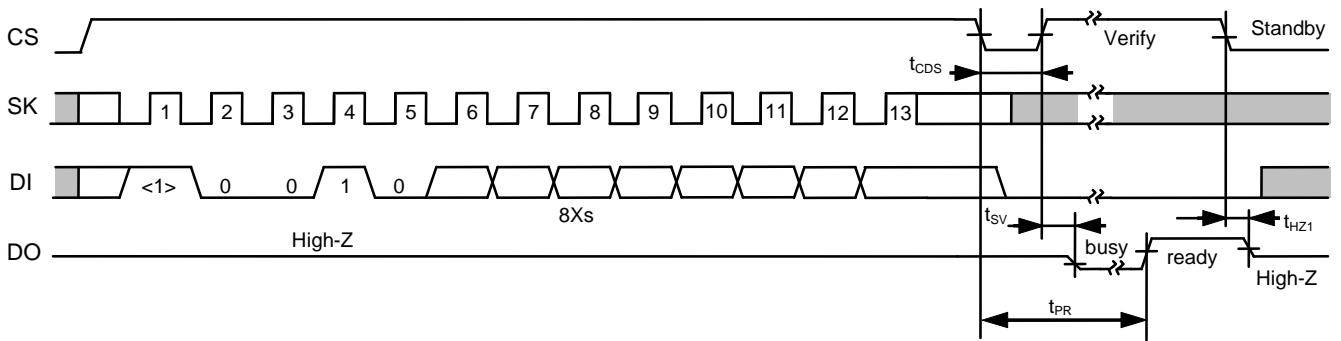 CS
Verify
Standby
tCDS
SK
1 2 3 4 5 6 7 8 9 10 11 12 13
DI
<1> 0 0 1 0
8Xs
tSV
tHZ1
DO
High-Z
busy
ready
High-Z
tPR